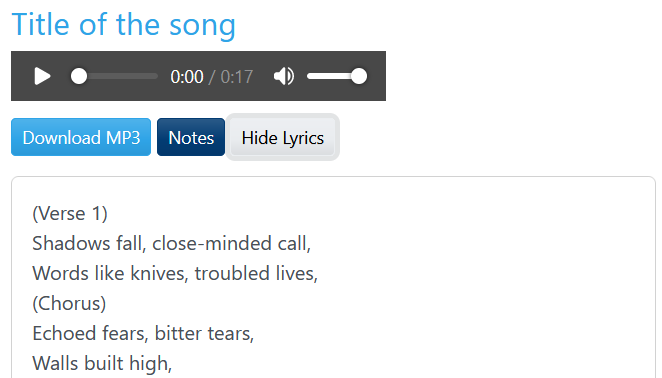 Title of the song
0:00 / 0:17
Download MP3 Notes Hide Lyrics
(Verse 1)
Shadows fall, close-minded call,
Words like knives, troubled lives,
(Chorus)
Echoed fears, bitter tears,
Walls built high,